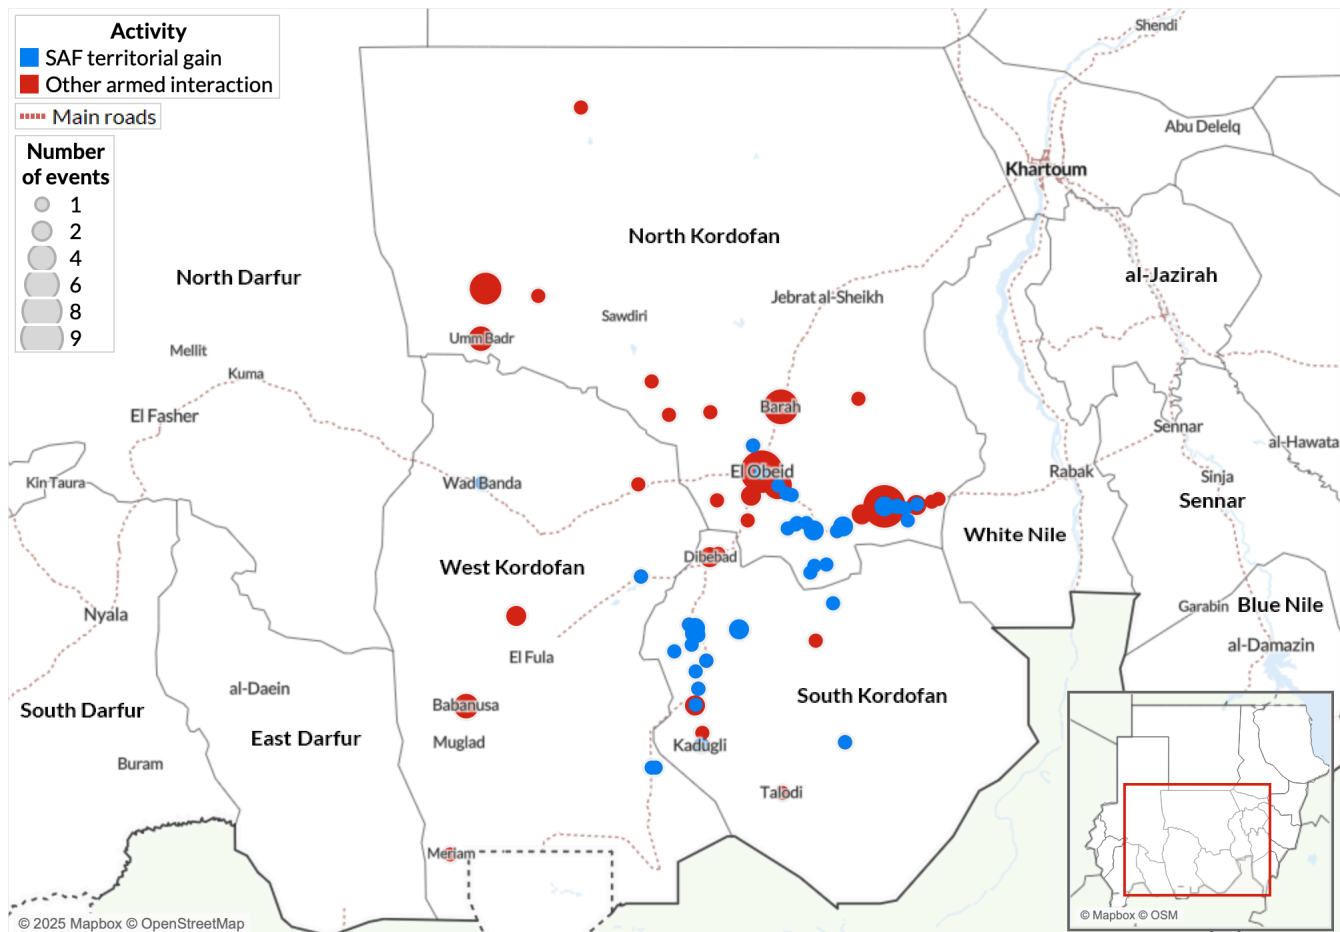 Activity
SAF territorial gain
Other armed interaction
Main roads
Number
of events
1
2
4
6
8
9
Shendi
Abu Delelq
Khartoum
North Kordofan
North Darfur
al-Jazirah
Jebrat al-Sheikh
Sawdiri
Umm Badr
Mellit
Kuma
El Fasher
Barah
Sennar
al-Hawata
El Obeid
Rabak
Sinja
Kin Taura
Wad Banda
Sennar
White Nile
Dibebad
West Kordofan
Garabin
Blue Nile
Nyala
al-Damazin
El Fula
al-Daein
South Kordofan
South Darfur
Babanusa
East Darfur
Muglad
Kadugli
Buram
Talodi
Meriam
© Mapbox © OSM
© 2025 Mapbox © OpenStreetMap